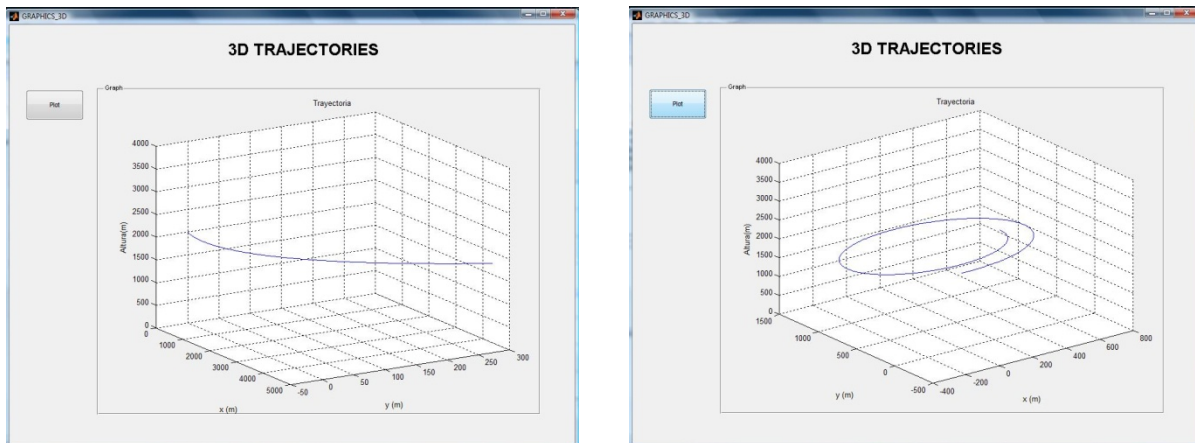 GRAPHICS_3D
3D TRAJECTORIES
Plot
Graph
Trayectoria
4000
3500
3000
2500
2000
1500
1000
500
0
Altura(m)
0
1000
2000
3000
4000
5000
x (m)
-50
0
50
100
150
200
250
300
y (m)
GRAPHICS_3D
3D TRAJECTORIES
Plot
Graph
Trayectoria
4000
3500
3000
2500
2000
1500
1000
500
0
Altura(m)
1500
1000
500
0
-500
y (m)
-400
-200
0
200
400
600
800
x (m)